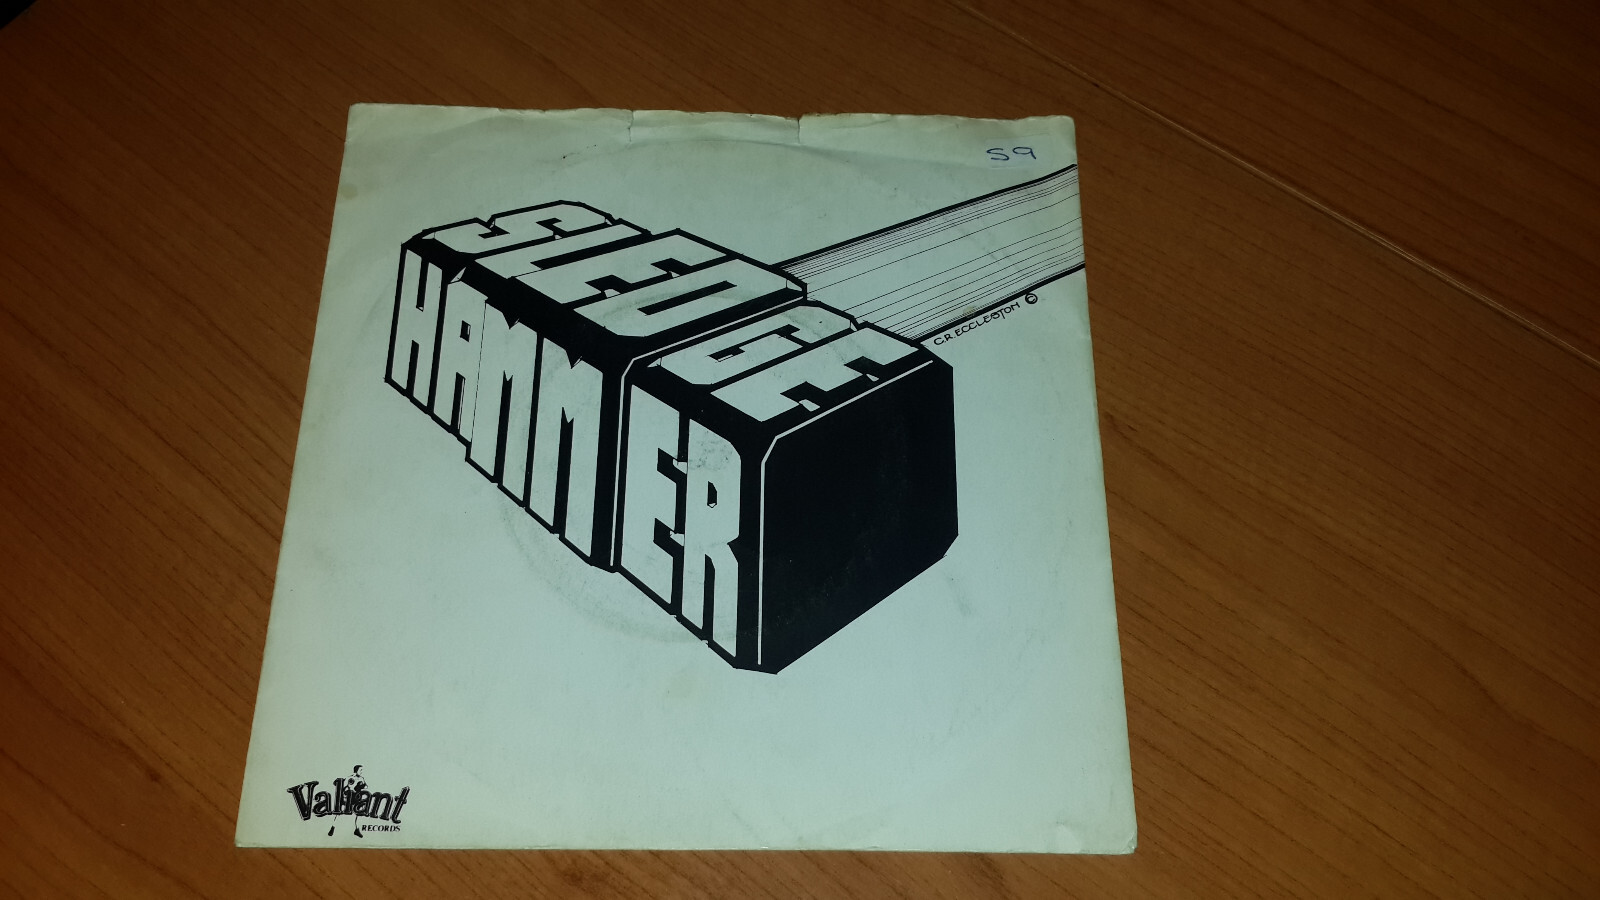 S9
SLEDGE
HAMMER
C.R. ECCLESTON ©
Valiant
RECORDS